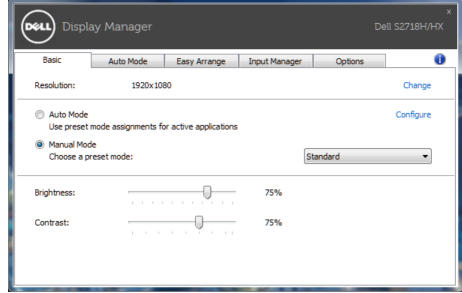 DELL Display Manager
Dell S2718H/HX
Basic Auto Mode Easy Arrange Input Manager Options
Resolution: 1920x1080 Change
Auto Mode Configure
Use preset mode assignments for active applications
Manual Mode
Choose a preset mode: Standard
Brightness: 75%
Contrast: 75%